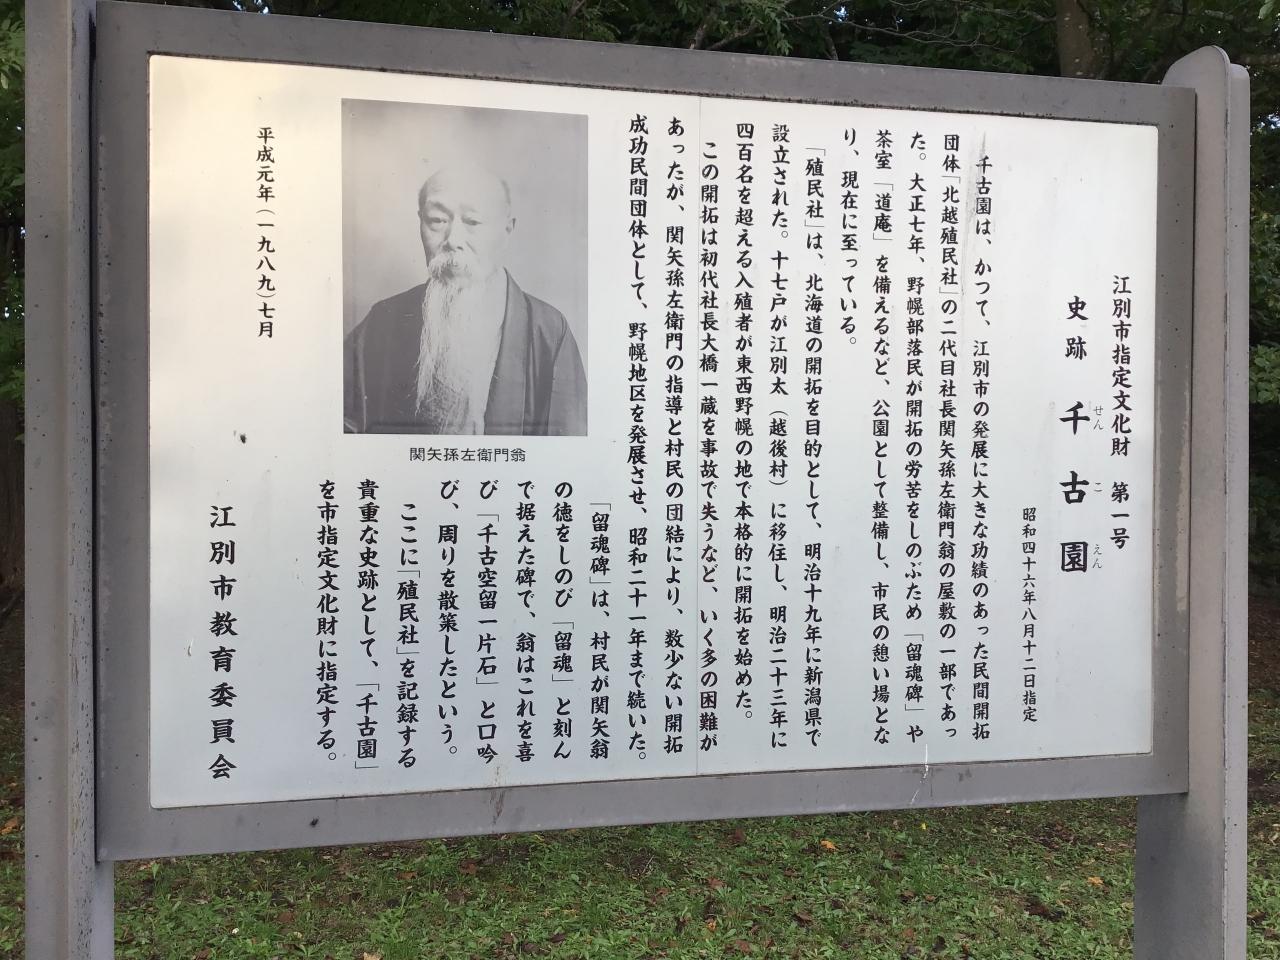 江別市指定文化財 第一号
史跡 千古園
せんこえん
昭和四十六年八月十二日指定
千古園は、かつて、江別市の発展に大きな功績のあった民間開拓
団体「北越殖民社」の二代目社長関矢孫左衛門翁の屋敷の一部であっ
た。大正七年、野幌部落民が開拓の労苦をしのぶため「留魂碑」や
茶室「道庵」を備えるなど、公園として整備し、市民の憩い場とな
り、現在に至っている。
「殖民社」は、北海道の開拓を目的として、明治十九年に新潟県で
設立された。十七戸が江別太（越後村）に移住し、明治二十三年に
四百名を超える入殖者が東西野幌の地で本格的に開拓を始めた。
この開拓は初代社長大橋一蔵を事故で失うなど、いく多の困難が
あったが、関矢孫左衛門の指導と村民の団結により、数少ない開拓
成功民間団体として、野幌地区を発展させ、昭和二十一年まで続いた。
「留魂碑」は、村民が関矢翁
の徳をしのび「留魂」と刻ん
で据えた碑で、翁はこれを喜
び「千古空留一片石」と口吟
び、周りを散策したという。
ここに「殖民社」を記録する
貴重な史跡として、「千古園」
を市指定文化財に指定する。
関矢孫左衛門翁
平成元年（一九八九）七月
江別市教育委員会